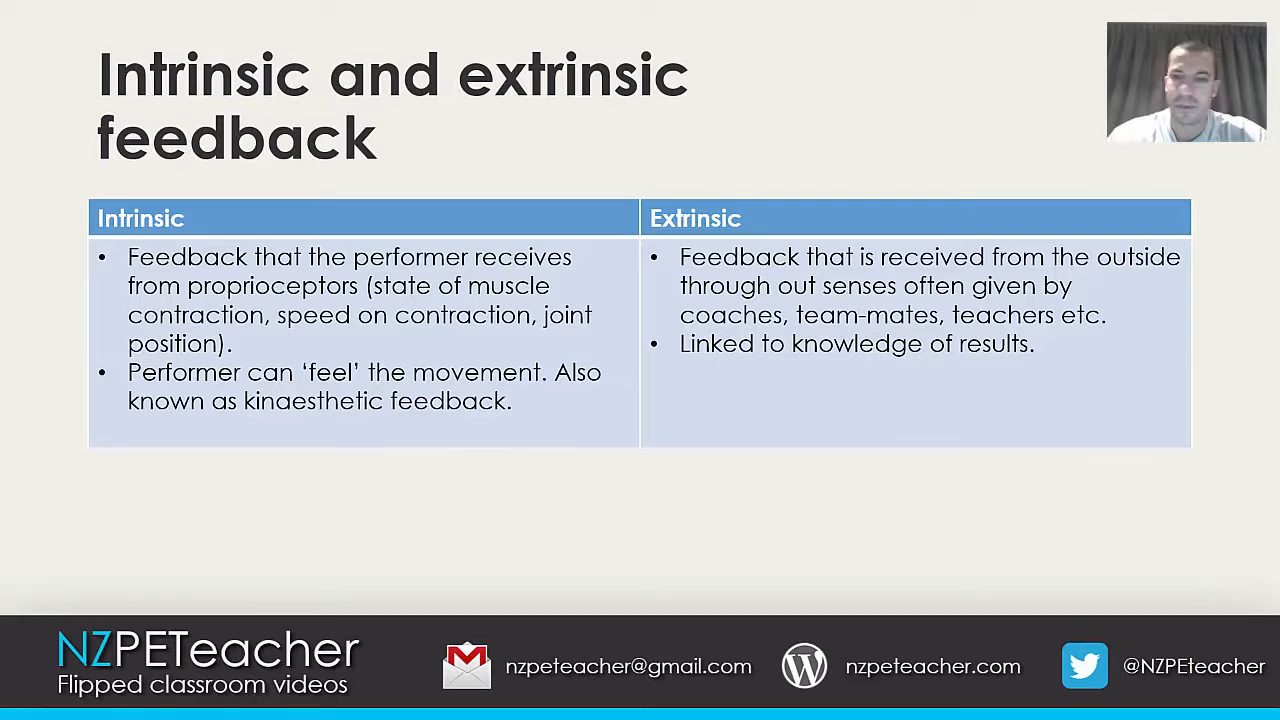 Intrinsic and extrinsic
feedback
Intrinsic
• Feedback that the performer receives
from proprioceptors (state of muscle
contraction, speed on contraction, joint
position).
• Performer can ‘feel’ the movement. Also
known as kinaesthetic feedback.
Extrinsic
• Feedback that is received from the outside
through out senses often given by
coaches, team-mates, teachers etc.
• Linked to knowledge of results.
NZPETeacher
Flipped classroom videos
nzpeteacher@gmail.com
nzpeteacher.com
@NZPEteacher